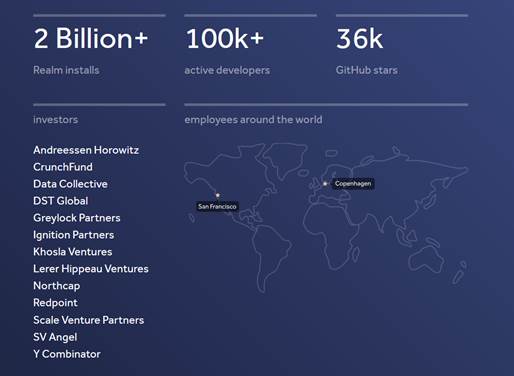 2 Billion+
100k+
36k
Realm installs
active developers
GitHub stars
investors
employees around the world
Andreessen Horowitz
CrunchFund
Data Collective
DST Global
Greylock Partners
Ignition Partners
Khosla Ventures
Lerer Hippeau Ventures
Northcap
Redpoint
Scale Venture Partners
SV Angel
Y Combinator
Copenhagen
San Francisco